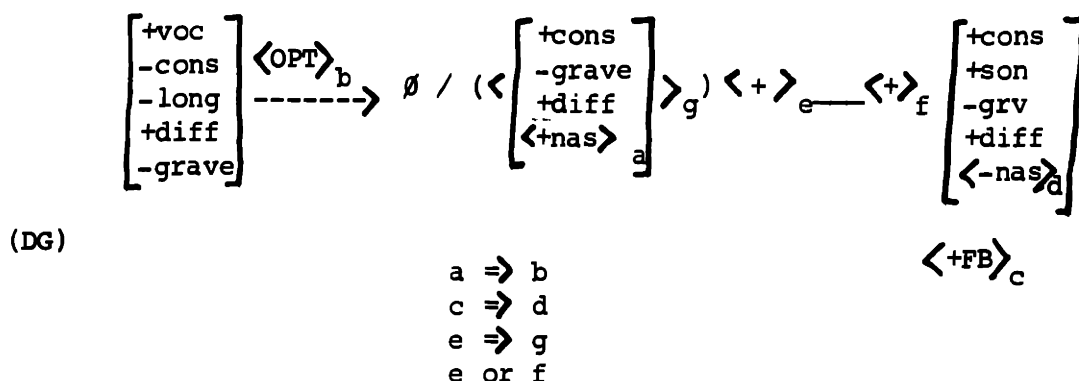 [+voc -cons -long +diff -grave] <OPT>b -------> ø / (<[+cons -grave +diff <+nas>a]>g) <+>e ___ <+>f [+cons +son -grv +diff <-nas>d]
(DG)
<+FB>c
a => b
c => d
e => g
e or f